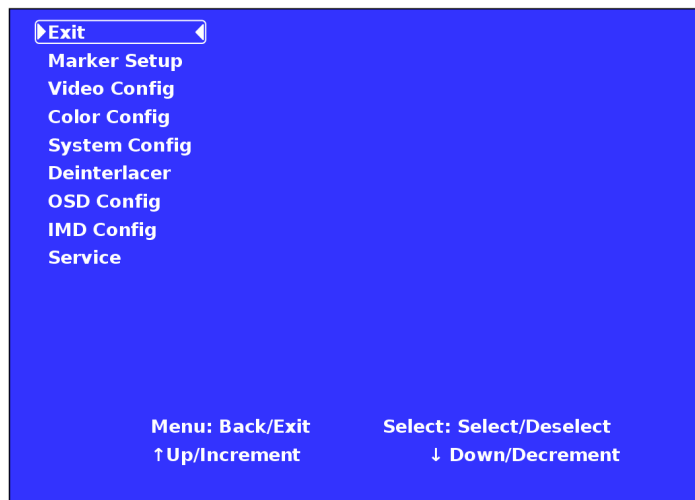 Exit
Marker Setup
Video Config
Color Config
System Config
Deinterlacer
OSD Config
IMD Config
Service
Menu: Back/Exit Select: Select/Deselect
↑Up/Increment ↓ Down/Decrement